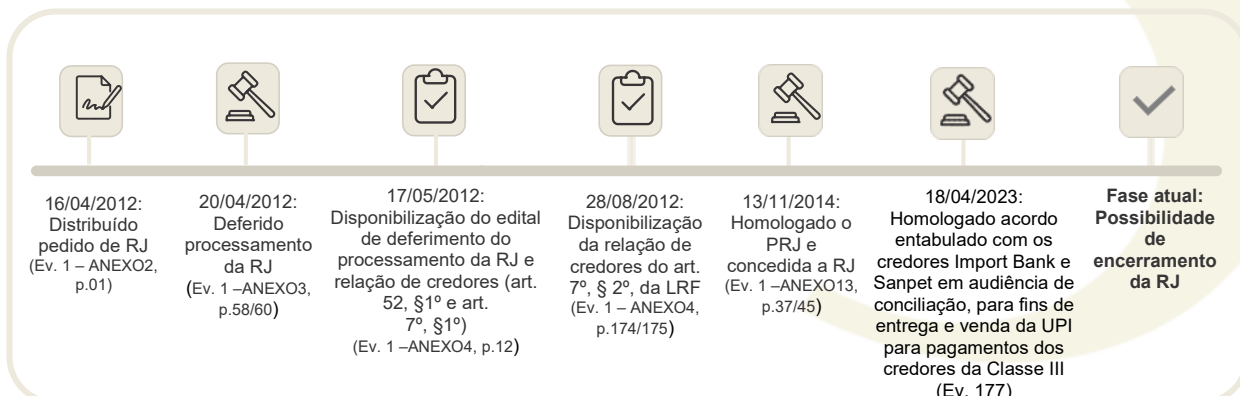 16/04/2012:
Distribuído
pedido de RJ
(Ev. 1 – ANEXO2,
p.01)
20/04/2012:
Deferido
processamento
da RJ
(Ev. 1 –ANEXO3,
p.58/60)
17/05/2012:
Disponibilização do edital
de deferimento do
processamento da RJ e
relação de credores (art.
52, §1º e art.
7º, §1º)
(Ev. 1 –ANEXO4, p.12)
28/08/2012:
Disponibilização
da relação de
credores do art.
7º, § 2º, da LRF
(Ev. 1 – ANEXO4,
p.174/175)
13/11/2014:
Homologado o
PRJ e
concedida a RJ
(Ev. 1 –ANEXO13,
p.37/45)
18/04/2023:
Homologado acordo
entabulado com os
credores Import Bank e
Sanpet em audiência de
conciliação, para fins de
entrega e venda da UPI
para pagamentos dos
credores da Classe III
(Ev. 177)
Fase atual:
Possibilidade
de
encerramento
da RJ